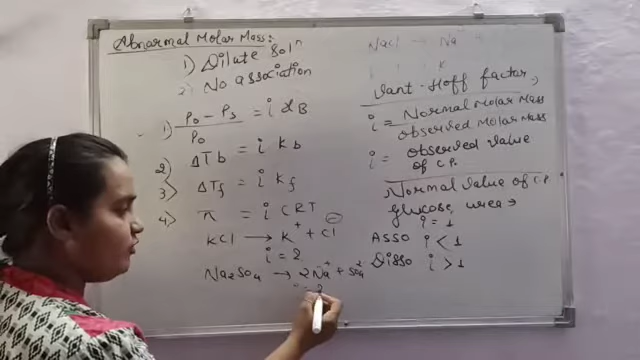 Abnormal Molar Mass:
1) Dilute Solⁿ
2) No association
1) P₀ - Pₛ / P₀ = i α B
2) ΔTb = i Kb
3) ΔTf = i Kf
4) π = i CRT
KCl → K⁺ + Cl⁻
i = 2
Na₂SO₄ → 2Na⁺ + SO₄²⁻
NaCl → Na
Vant-Hoff factor,
i = Normal Molar Mass / observed Molar Mass
i = observed value of C.P. / Normal value of C.P.
glucose, urea →
i = 1
Asso i < 1
Disso i > 1